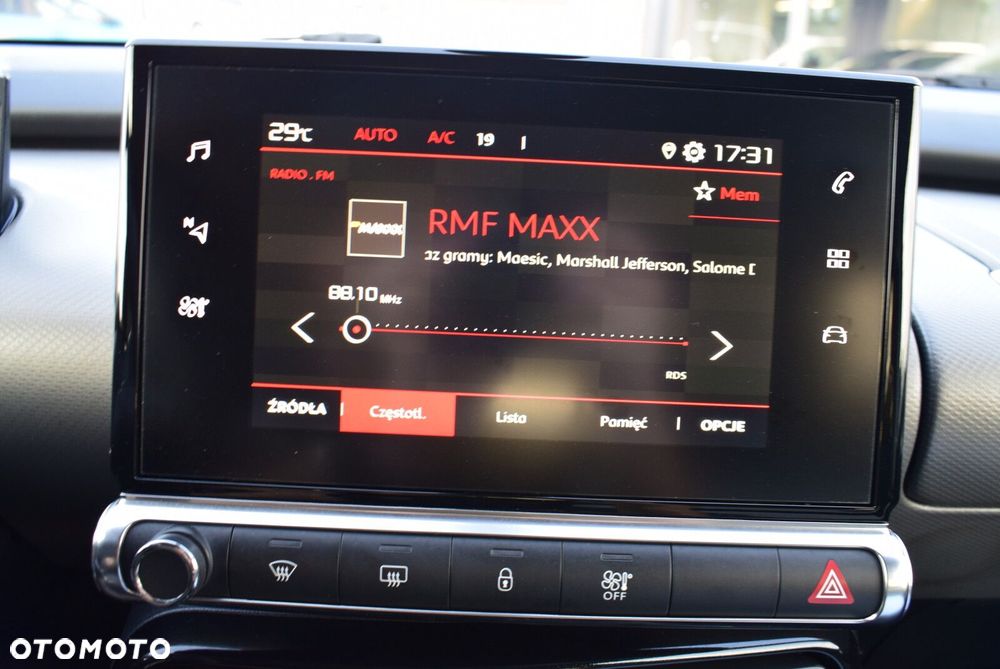 29°C AUTO A/C 19 17:31
RADIO . FM
Mem
RMF MAXX
az gramy: Maesic, Marshall Jefferson, Salome D
88.10 MHz
RDS
ŹRÓDŁA Częstotl. Lista Pamięć OPCJE
OFF
OTOMOTO